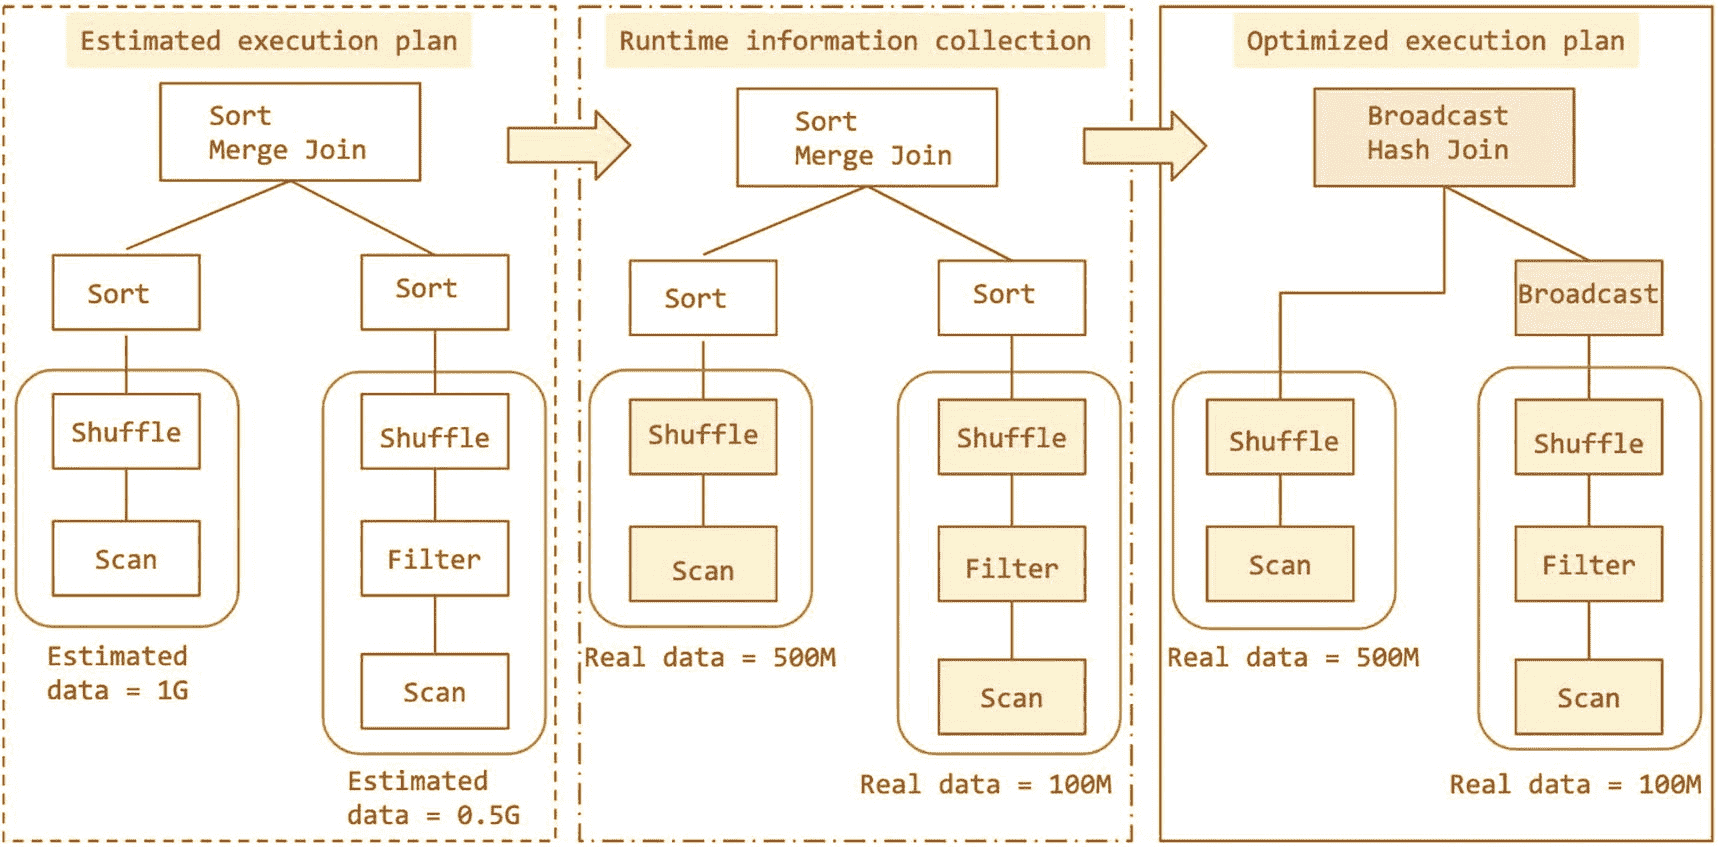 Estimated execution plan
Sort
Merge Join
Sort
Sort
Shuffle
Scan
Estimated
data = 1G
Shuffle
Filter
Scan
Estimated
data = 0.5G
Runtime information collection
Sort
Merge Join
Sort
Sort
Shuffle
Scan
Real data = 500M
Shuffle
Filter
Scan
Real data = 100M
Optimized execution plan
Broadcast
Hash Join
Broadcast
Shuffle
Scan
Real data = 500M
Shuffle
Filter
Scan
Real data = 100M